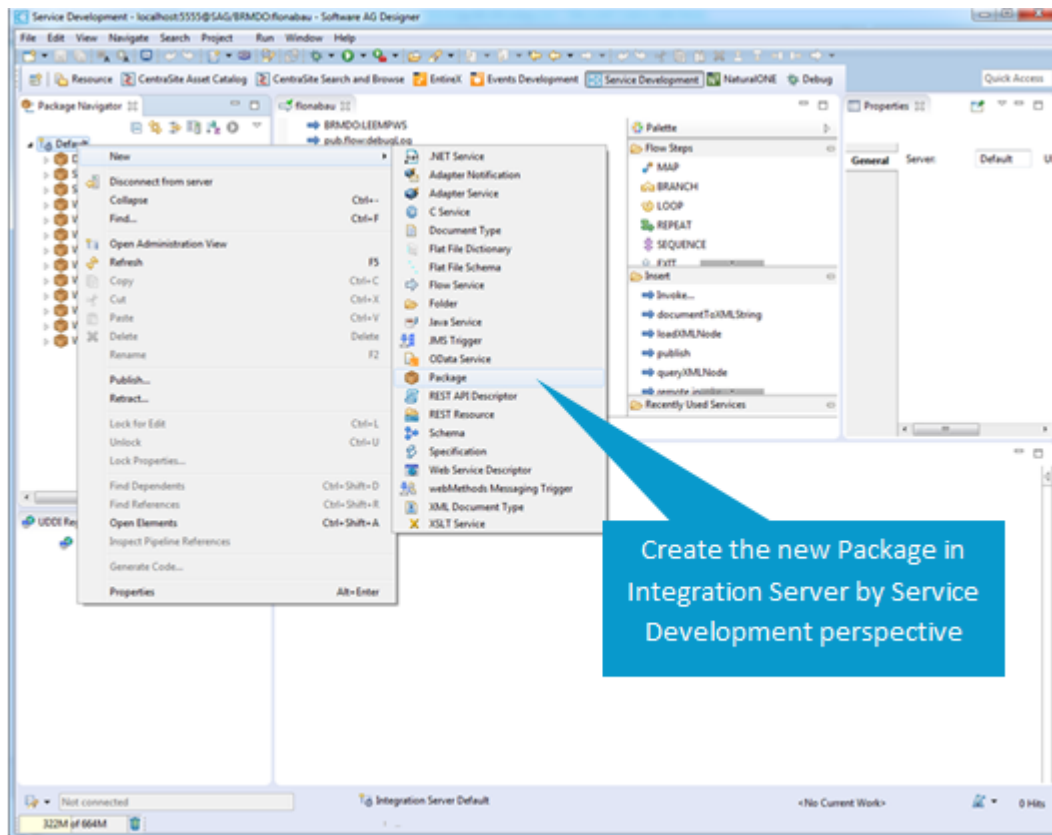 Service Development - localhost:5555@SAG/BRMDO:fionabau - Software AG Designer
File Edit View Navigate Search Project Run Window Help
Resource CentraSite Asset Catalog CentraSite Search and Browse EntireX Events Development Service Development NaturalONE Debug Quick Access
Package Navigator
Default
New
Disconnect from server
Collapse Ctrl+-
Find... Ctrl+F
Open Administration View
Refresh F5
Copy Ctrl+C
Cut Ctrl+X
Paste Ctrl+V
Delete Delete
Rename F2
Publish...
Retract...
Lock for Edit Ctrl+L
Unlock Ctrl+U
Lock Properties...
Find Dependents Ctrl+Shift+D
Find References Ctrl+Shift+R
Open Elements Ctrl+Shift+A
Inspect Pipeline References
Generate Code...
Properties Alt+Enter
UDDI Re
fionabau
BRMDO:LEEMPWS
pub.flow:debugLog
.NET Service
Adapter Notification
Adapter Service
C Service
Document Type
Flat File Dictionary
Flat File Schema
Flow Service
Folder
Java Service
JMS Trigger
OData Service
Package
REST API Descriptor
REST Resource
Schema
Specification
Web Service Descriptor
webMethods Messaging Trigger
XML Document Type
XSLT Service
Palette
Flow Steps
MAP
BRANCH
LOOP
REPEAT
SEQUENCE
EXIT
Insert
Invoke...
documentToXMLString
loadXMLNode
publish
queryXMLNode
Recently Used Services
Properties
General Server: Default
Create the new Package in
Integration Server by Service
Development perspective
Not connected
Integration Server Default
<No Current Work>
0 Hits
322M of 664M